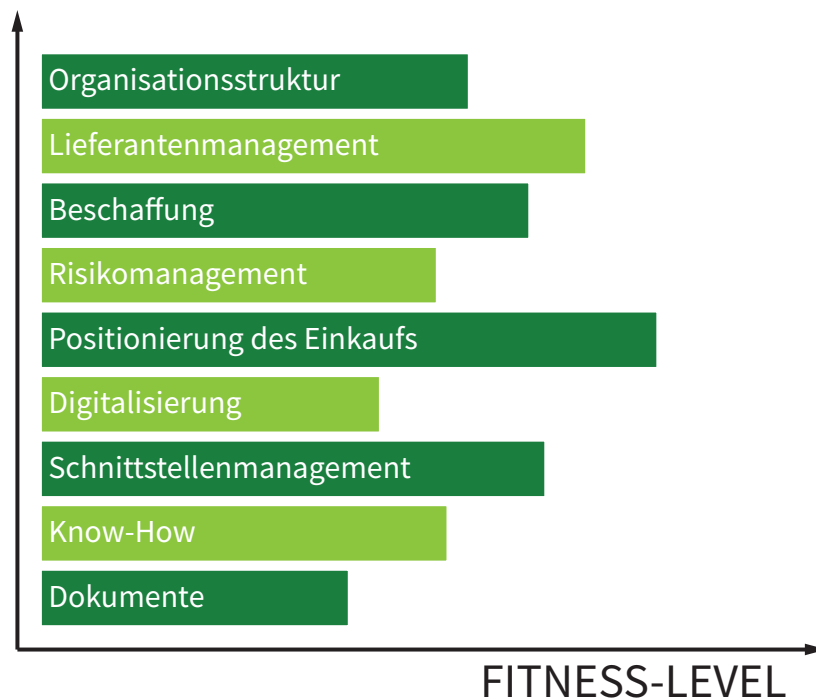 Organisationsstruktur
Lieferantenmanagement
Beschaffung
Risikomanagement
Positionierung des Einkaufs
Digitalisierung
Schnittstellenmanagement
Know-How
Dokumente
FITNESS-LEVEL